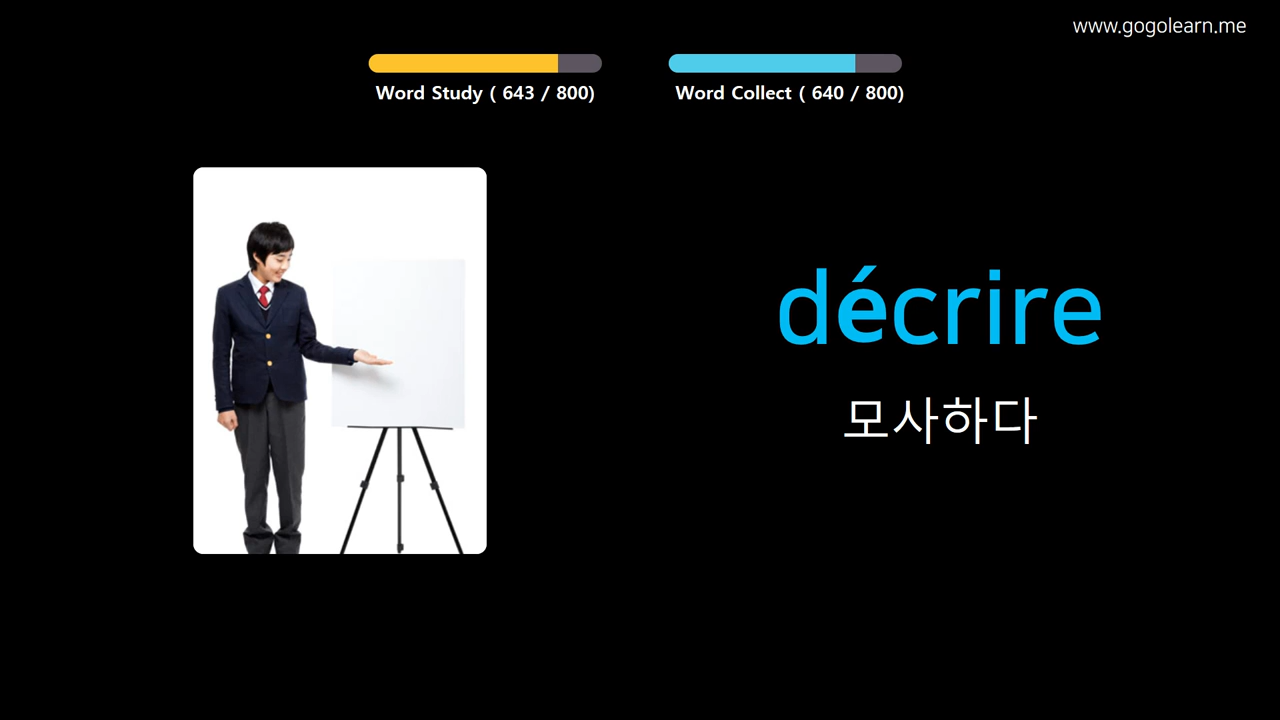 www.gogolearn.me
Word Study ( 643 / 800)
Word Collect ( 640 / 800)
décrire
모사하다